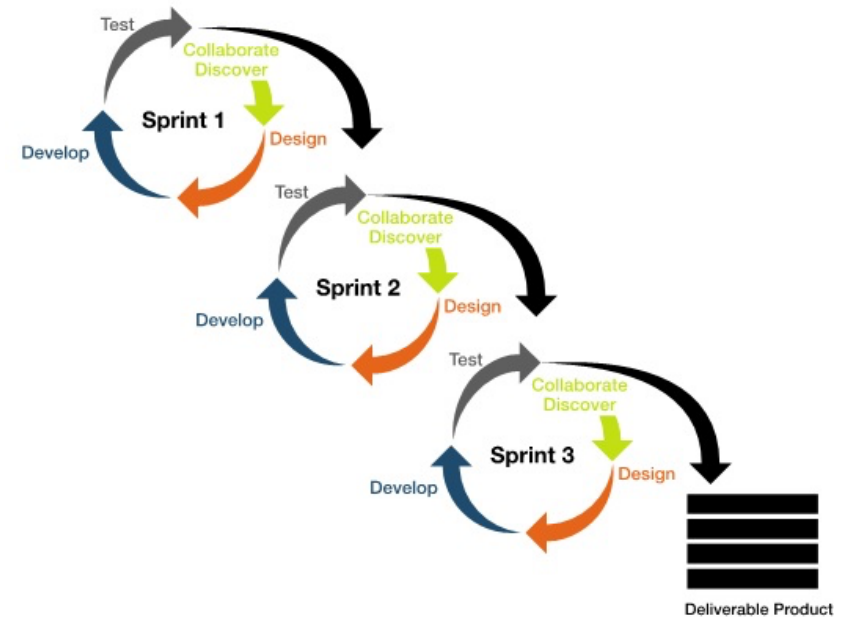 Test
Collaborate
Discover
Sprint 1
Design
Develop
Test
Collaborate
Discover
Sprint 2
Design
Develop
Test
Collaborate
Discover
Sprint 3
Design
Develop
Deliverable Product